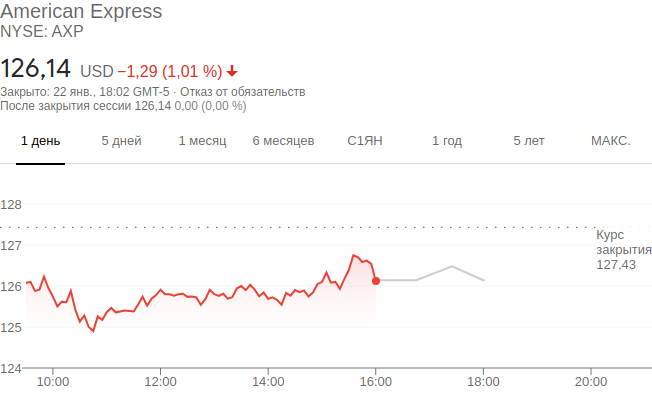 American Express
NYSE: AXP
126,14 USD −1,29 (1,01 %)
Закрыто: 22 янв., 18:02 GMT-5 · Отказ от обязательств
После закрытия сессии 126,14 0,00 (0,00 %)
1 день 5 дней 1 месяц 6 месяцев С1ЯН 1 год 5 лет МАКС.
128
127
126
125
124
Курс
закрытия
127,43
10:00 12:00 14:00 16:00 18:00 20:00